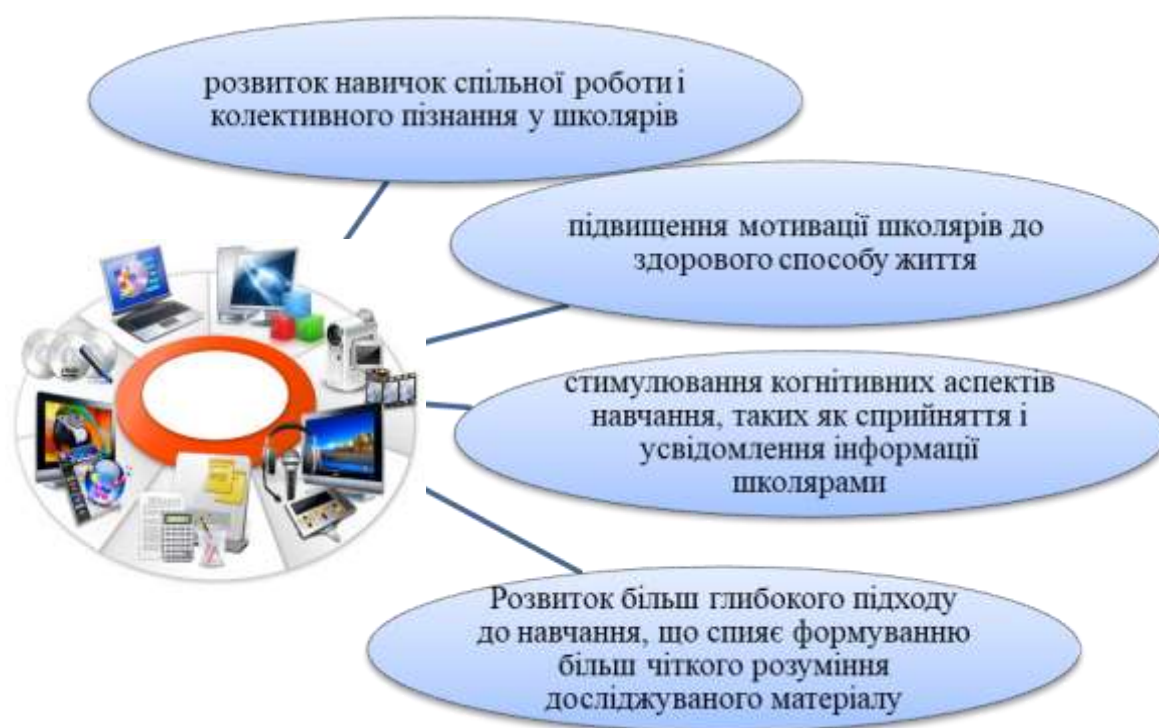 розвиток навичок спільної роботи і
колективного пізнання у школярів
підвищення мотивації школярів до
здорового способу життя
стимулювання когнітивних аспектів
навчання, таких як сприйняття і
усвідомлення інформації
школярами
Розвиток більш глибокого підходу
до навчання, що спияє формуванню
більш чіткого розуміння
досліджуваного матеріалу